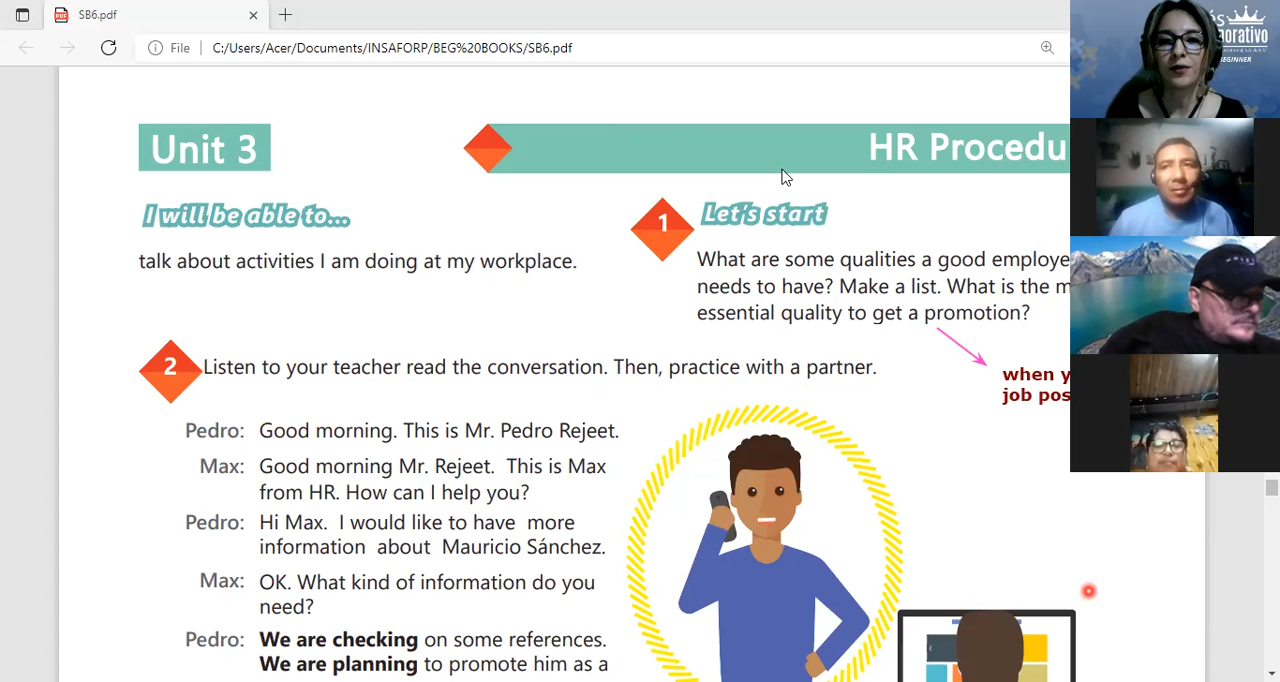 SB6.pdf
File
C:/Users/Acer/Documents/INSAFORP/BEG%20BOOKS/SB6.pdf
BEGINNER
Unit 3
HR Procedu
I will be able to...
talk about activities I am doing at my workplace.
1
Let's start
What are some qualities a good employe
needs to have? Make a list. What is the m
essential quality to get a promotion?
when y
job pos
2
Listen to your teacher read the conversation. Then, practice with a partner.
Pedro: Good morning. This is Mr. Pedro Rejeet.
Max: Good morning Mr. Rejeet. This is Max
from HR. How can I help you?
Pedro: Hi Max. I would like to have more
information about Mauricio Sánchez.
Max: OK. What kind of information do you
need?
Pedro: We are checking on some references.
We are planning to promote him as a